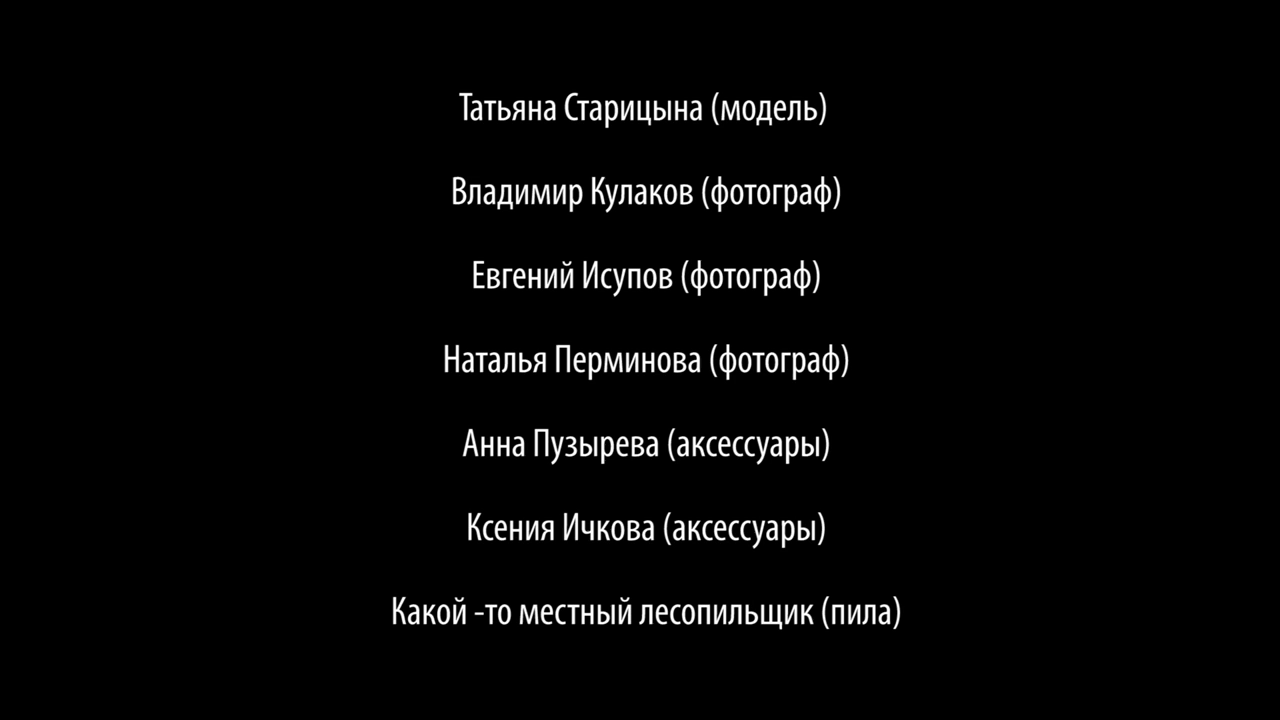 Татьяна Старицына (модель)
Владимир Кулаков (фотограф)
Евгений Исупов (фотограф)
Наталья Перминова (фотограф)
Анна Пузырева (аксессуары)
Ксения Ичкова (аксессуары)
Какой -то местный лесопильщик (пила)